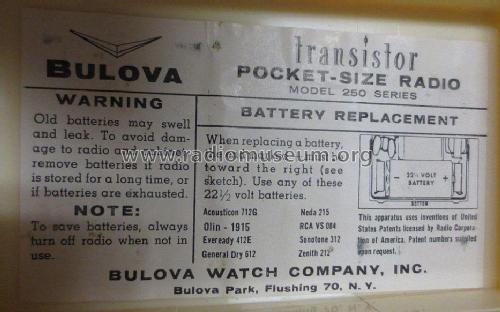 BULOVA
transistor
POCKET-SIZE RADIO
MODEL 250 SERIES
WARNING
Old batteries may swell
and leak. To avoid dam-
age to radio
remove batteries if radio
is stored for a long time, or
if batteries are exhausted.
NOTE:
To save batteries, always
turn off radio when not in
use.
BATTERY REPLACEMENT
When replacing a battery,
toward the right (see
sketch). Use any of these
22½ volt batteries.
Acousticon 712G
Olin - 1915
Eveready 412E
General Dry 612
Neda 215
RCA VS 084
Sonotone 312
Zenith 212
- 22½ VOLT +
BATTERY
BOTTOM
This apparatus uses inventions of United
States Patents licensed by Radio Corpora-
tion of America. Patent numbers supplied
upon request.
BULOVA WATCH COMPANY, INC.
Bulova Park, Flushing 70, N. Y.
www.radiomuseum.org